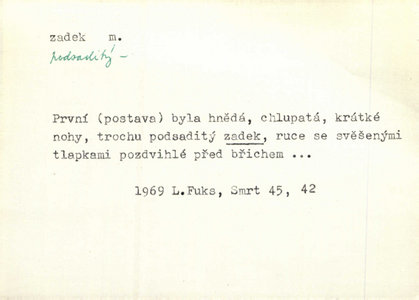 zadek m.
podsaditý –
První (postava) byla hnědá, chlupatá, krátké
nohy, trochu podsaditý zadek, ruce se svěšenými
tlapkami pozdvihlé před břichem ...
1969 L.Fuks, Smrt 45, 42